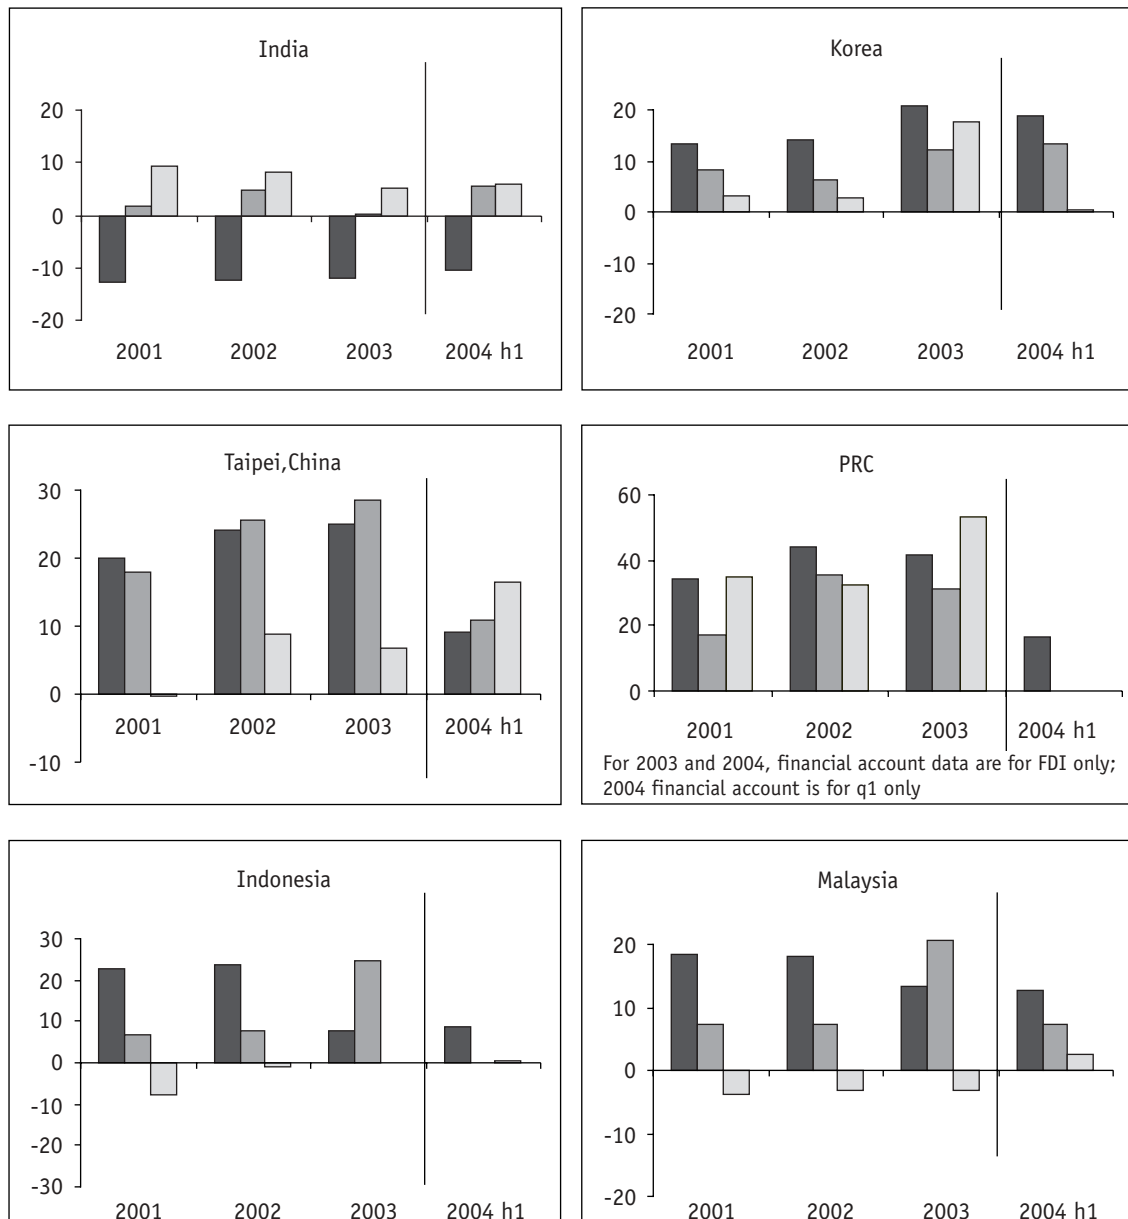 India
20
10
0
-10
-20
2001 2002 2003 2004 h1
Korea
20
10
0
-10
-20
2001 2002 2003 2004 h1
Taipei,China
30
20
10
0
-10
2001 2002 2003 2004 h1
PRC
60
40
20
0
2001 2002 2003 2004 h1
For 2003 and 2004, financial account data are for FDI only;
2004 financial account is for q1 only
Indonesia
30
20
10
0
-10
-20
-30
2001 2002 2003 2004 h1
Malaysia
20
10
0
-10
-20
2001 2002 2003 2004 h1